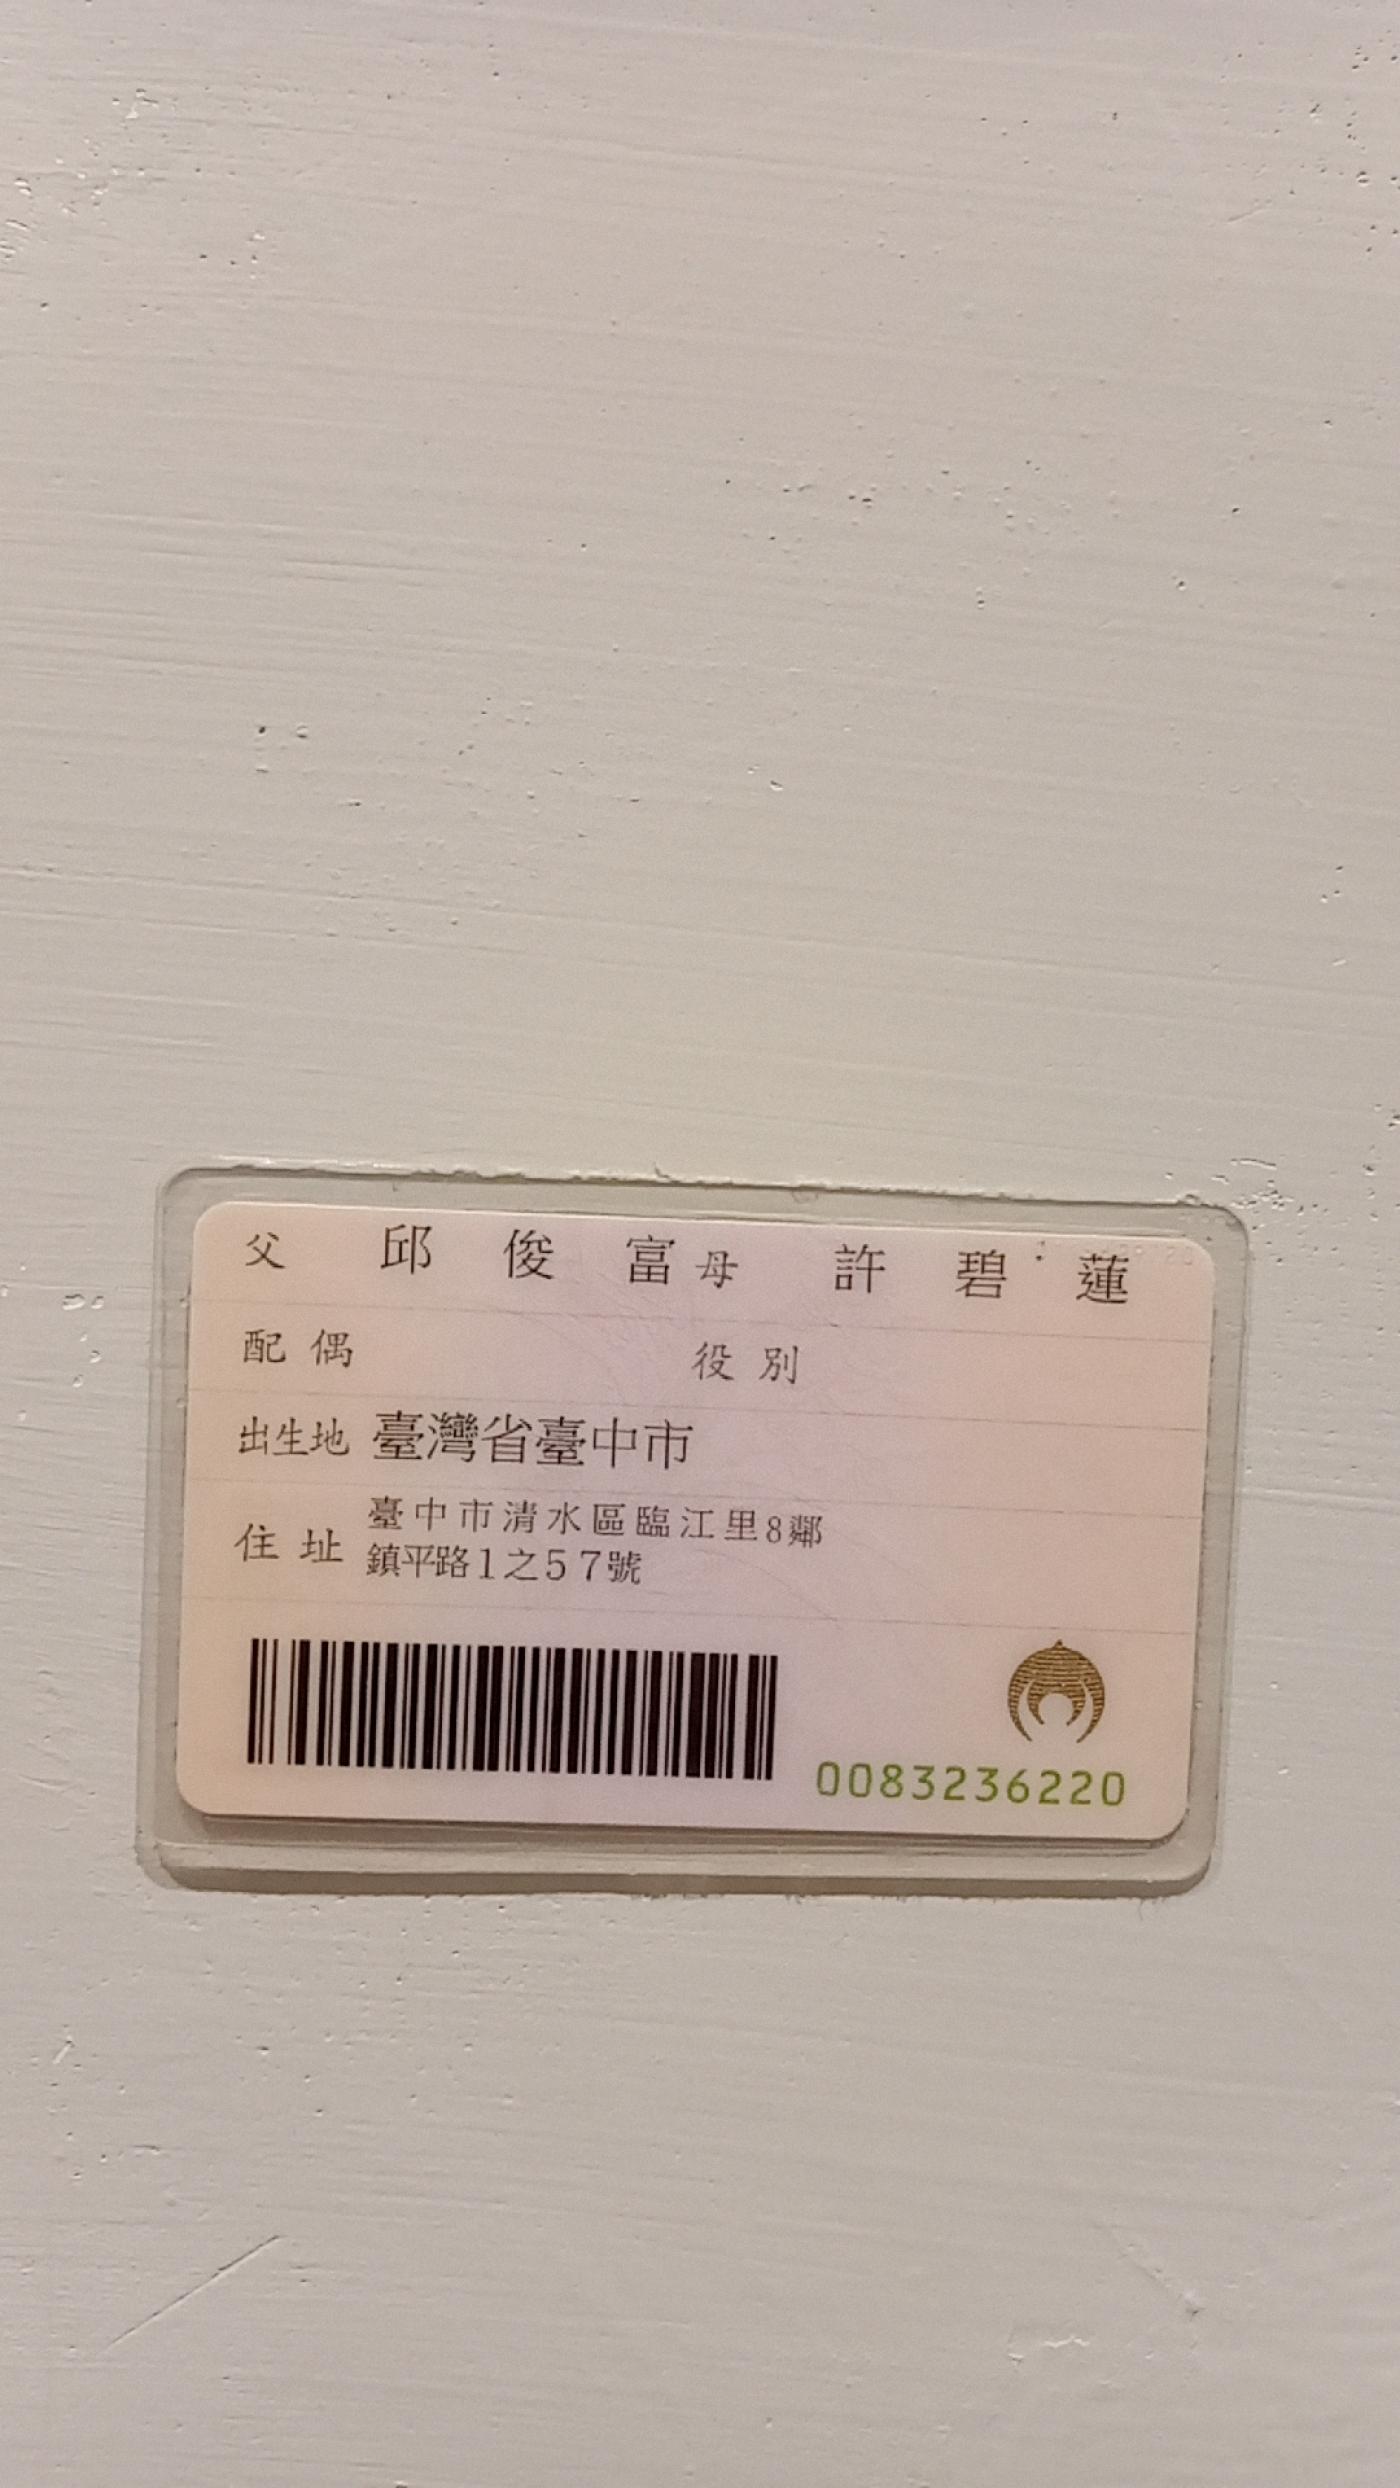 父 邱俊富 母 許碧蓮
配偶 役別
出生地 臺灣省臺中市
住址 臺中市清水區臨江里8鄰
鎮平路1之57號
0083236220